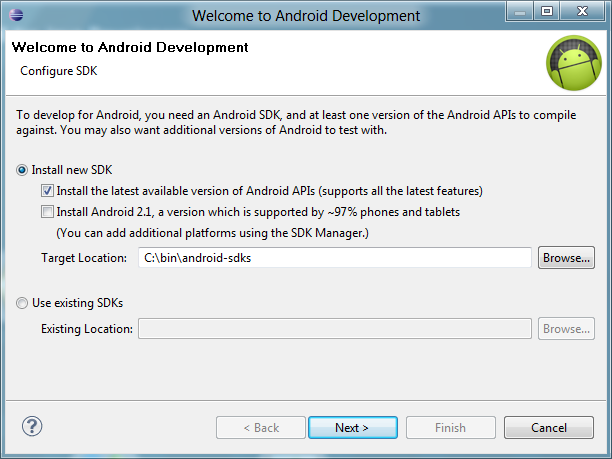 Welcome to Android Development
Welcome to Android Development
Configure SDK
To develop for Android, you need an Android SDK, and at least one version of the Android APIs to compile
against. You may also want additional versions of Android to test with.
Install new SDK
Install the latest available version of Android APIs (supports all the latest features)
Install Android 2.1, a version which is supported by ~97% phones and tablets
(You can add additional platforms using the SDK Manager.)
Target Location: C:\bin\android-sdks Browse...
Use existing SDKs
Existing Location: Browse...
? < Back Next > Finish Cancel